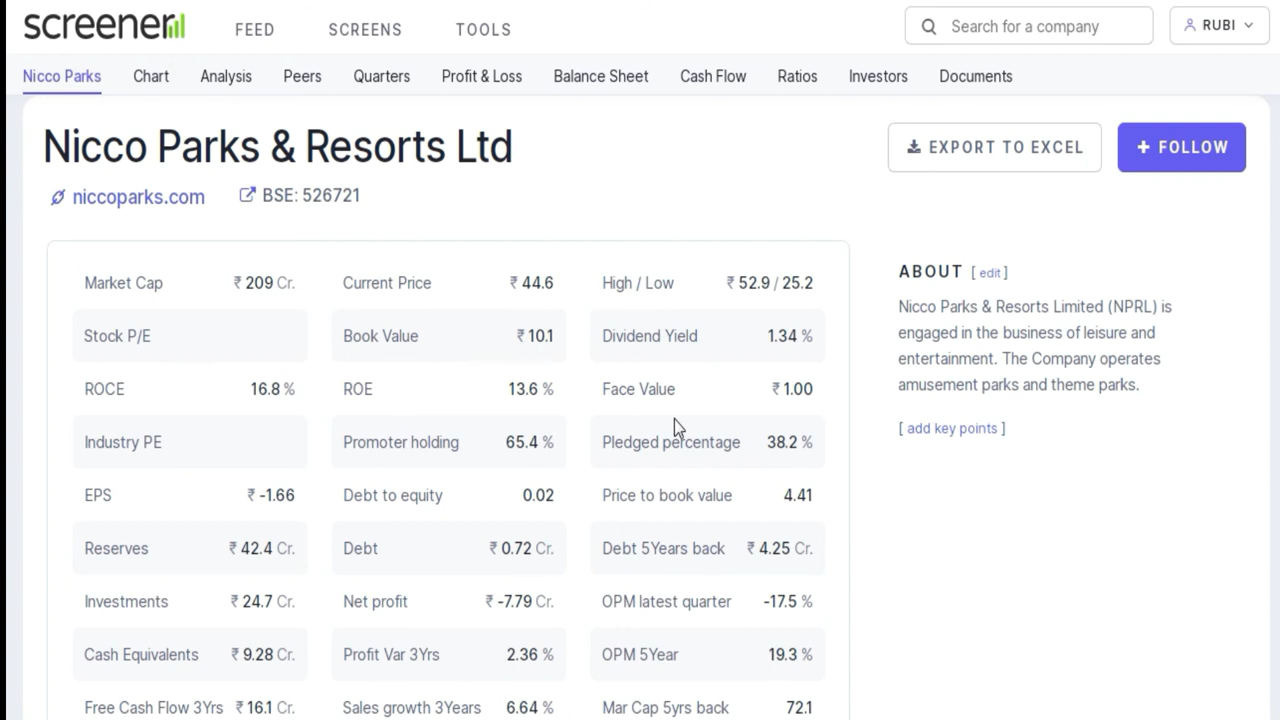 screener FEED SCREENS TOOLS Search for a company RUBI
Nicco Parks Chart Analysis Peers Quarters Profit & Loss Balance Sheet Cash Flow Ratios Investors Documents
Nicco Parks & Resorts Ltd EXPORT TO EXCEL + FOLLOW
niccoparks.com BSE: 526721
Market Cap ₹ 209 Cr. Current Price ₹ 44.6 High / Low ₹ 52.9 / 25.2
Stock P/E Book Value ₹ 10.1 Dividend Yield 1.34 %
ROCE 16.8 % ROE 13.6 % Face Value ₹ 1.00
Industry PE Promoter holding 65.4 % Pledged percentage 38.2 %
EPS ₹ -1.66 Debt to equity 0.02 Price to book value 4.41
Reserves ₹ 42.4 Cr. Debt ₹ 0.72 Cr. Debt 5Years back ₹ 4.25 Cr.
Investments ₹ 24.7 Cr. Net profit ₹ -7.79 Cr. OPM latest quarter -17.5 %
Cash Equivalents ₹ 9.28 Cr. Profit Var 3Yrs 2.36 % OPM 5Year 19.3 %
Free Cash Flow 3Yrs ₹ 16.1 Cr. Sales growth 3Years 6.64 % Mar Cap 5yrs back 72.1
ABOUT [ edit ]
Nicco Parks & Resorts Limited (NPRL) is
engaged in the business of leisure and
entertainment. The Company operates
amusement parks and theme parks.
[ add key points ]